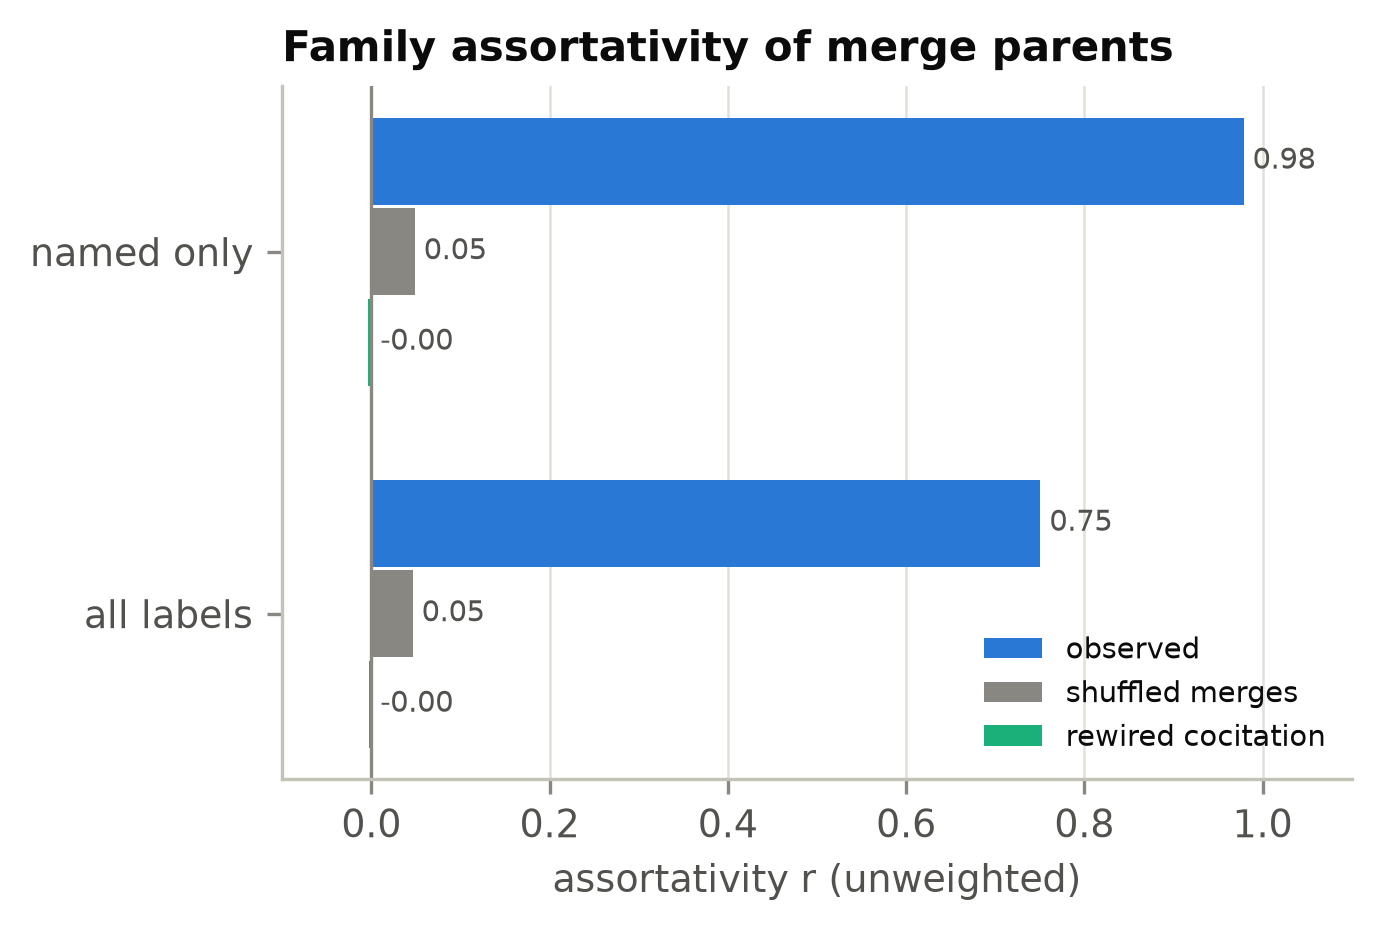 Family assortativity of merge parents
named only
0.98
0.05
-0.00
all labels
0.75
0.05
-0.00
observed
shuffled merges
rewired cocitation
0.0 0.2 0.4 0.6 0.8 1.0
assortativity r (unweighted)